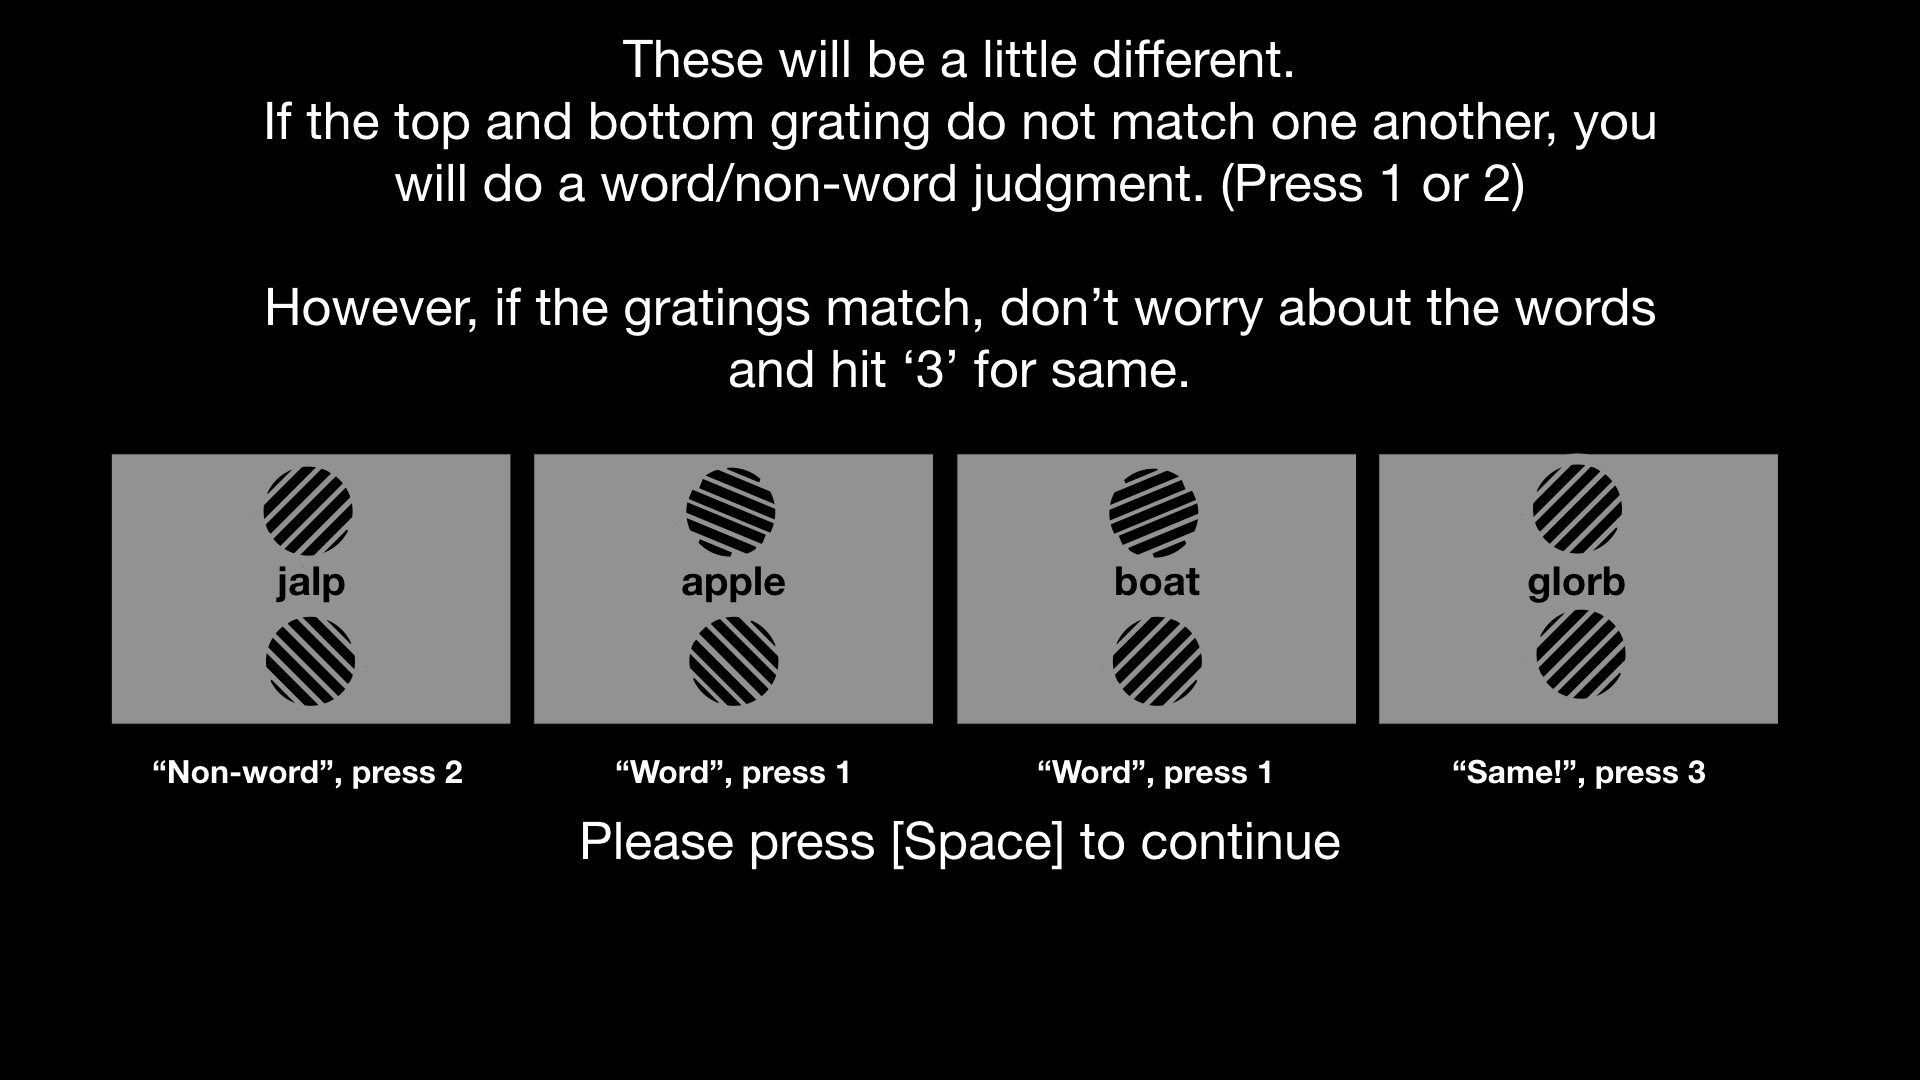 These will be a little different.
If the top and bottom grating do not match one another, you
will do a word/non-word judgment. (Press 1 or 2)
However, if the gratings match, don’t worry about the words
and hit ‘3’ for same.
jalp
apple
boat
glorb
“Non-word”, press 2
“Word”, press 1
“Word”, press 1
“Same!”, press 3
Please press [Space] to continue